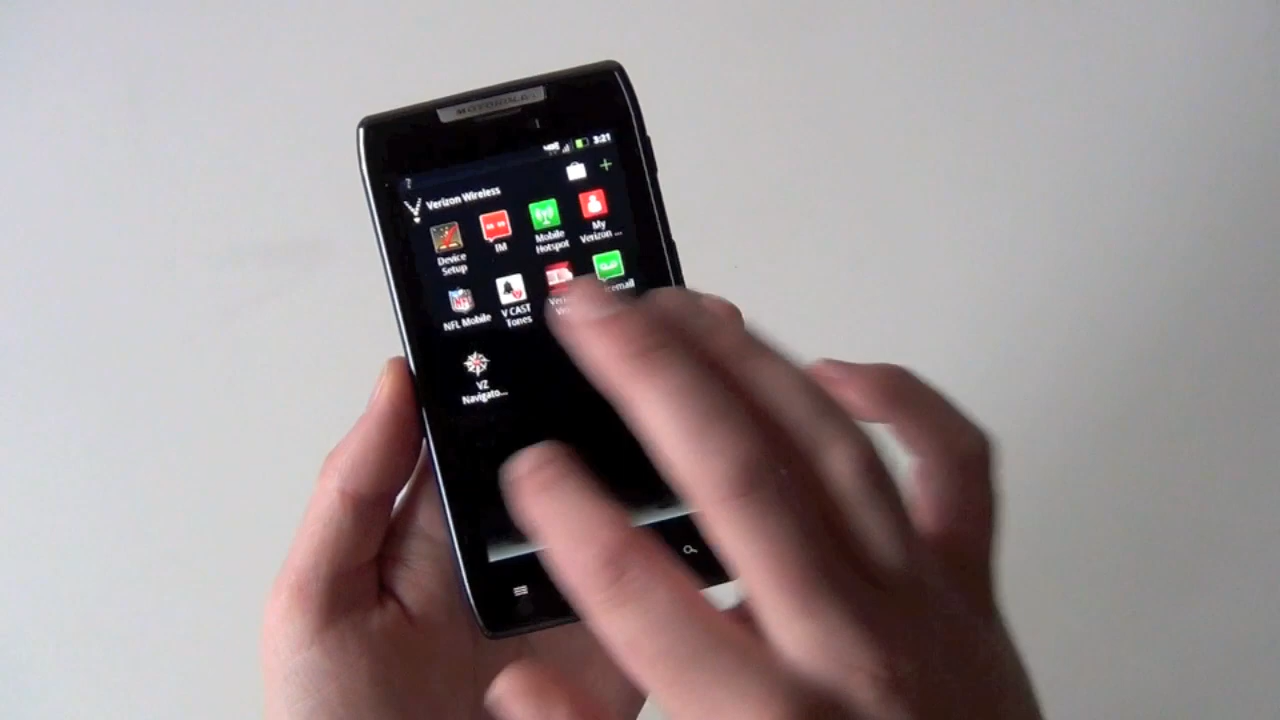 MOTOROLA
3:21
Verizon Wireless
Device Setup
IM
Mobile Hotspot
My Verizon ...
NFL Mobile
V CAST Tones
VZ Navigato...